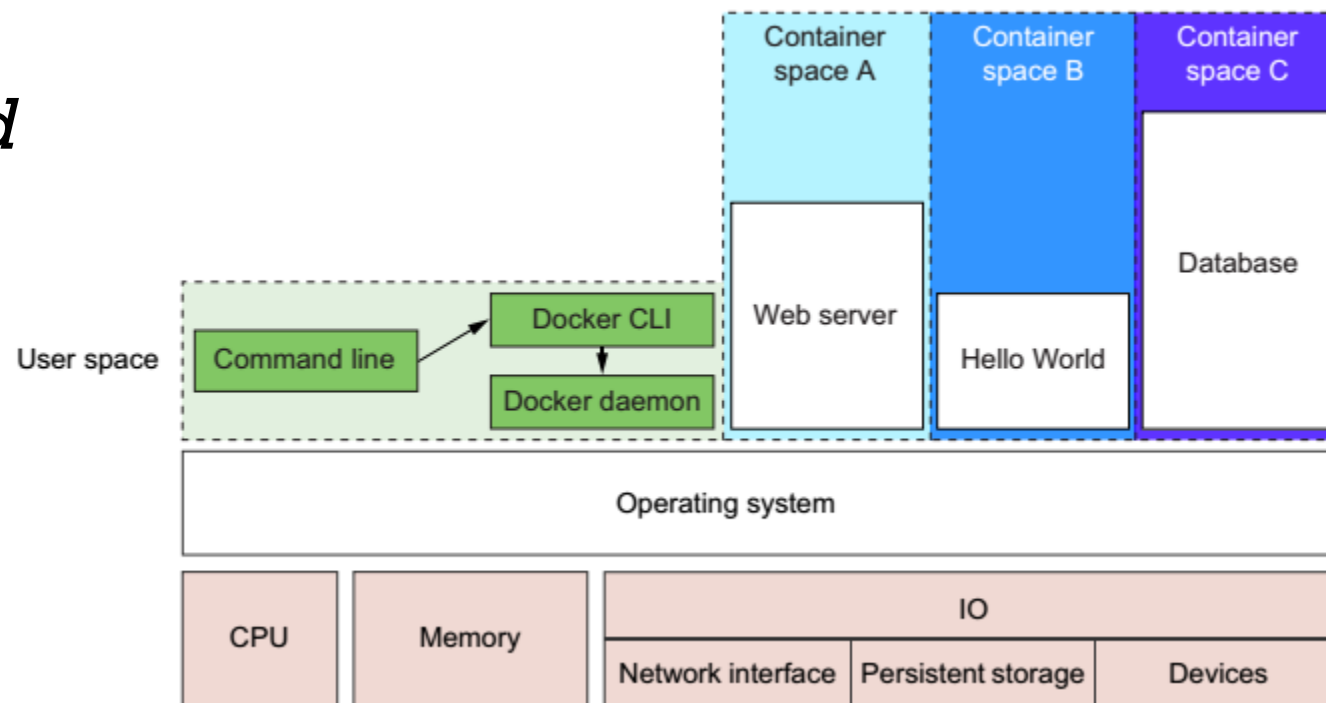 Container
space A
Container
space B
Container
space C
d
Database
Web server
Docker CLI
User space
Command line
Hello World
Docker daemon
Operating system
IO
CPU
Memory
Network interface
Persistent storage
Devices